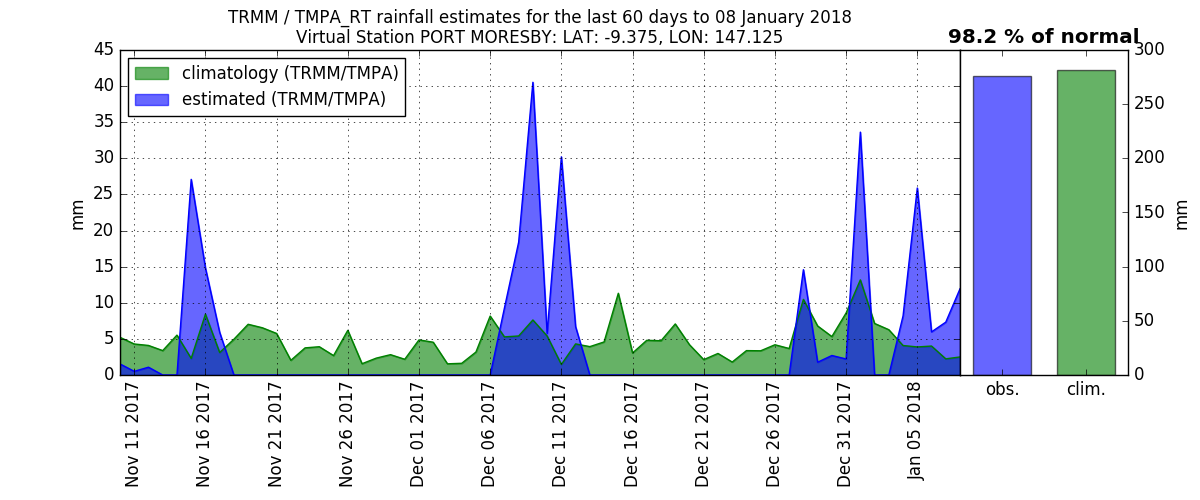 TRMM / TMPA_RT rainfall estimates for the last 60 days to 08 January 2018
Virtual Station PORT MORESBY: LAT: -9.375, LON: 147.125
98.2 % of normal
climatology (TRMM/TMPA)
estimated (TRMM/TMPA)
mm
45
40
35
30
25
20
15
10
5
0
Nov 11 2017
Nov 16 2017
Nov 21 2017
Nov 26 2017
Dec 01 2017
Dec 06 2017
Dec 11 2017
Dec 16 2017
Dec 21 2017
Dec 26 2017
Dec 31 2017
Jan 05 2018
obs.
clim.
300
250
200
150
100
50
0
mm